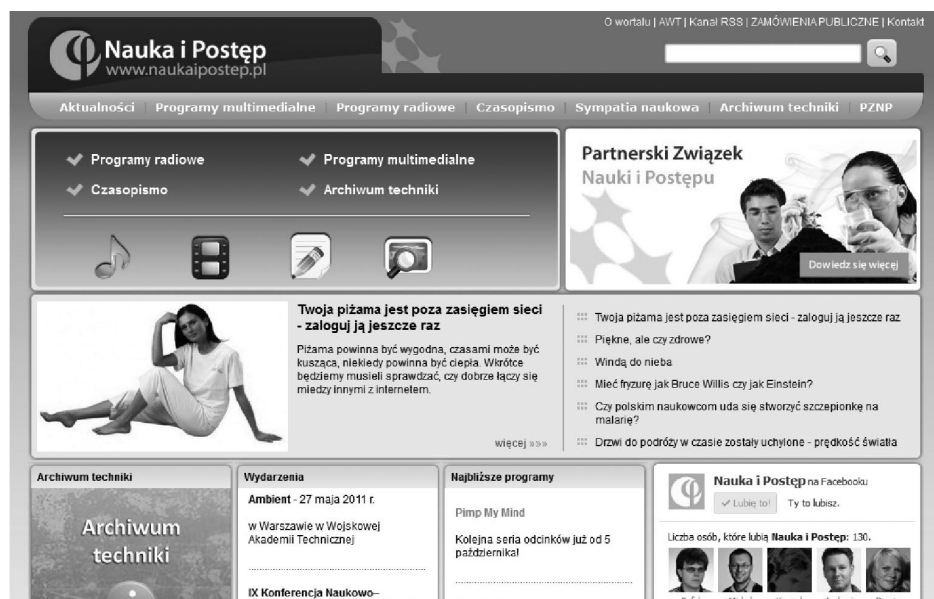 O wortalu | AWT | Kanał RSS | ZAMÓWIENIA PUBLICZNE | Kontakt
Nauka i Postęp
www.naukaipostep.pl
Aktualności | Programy multimedialne | Programy radiowe | Czasopismo | Sympatia naukowa | Archiwum techniki | PZNP
Programy radiowe
Programy multimedialne
Czasopismo
Archiwum techniki
Partnerski Związek
Nauki i Postępu
Dowiedz się więcej
Twoja piżama jest poza zasięgiem sieci
- zaloguj ją jeszcze raz
Piżama powinna być wygodna, czasami może być
kusząca, niekiedy powinna być ciepła. Wkrótce
będziemy musieli sprawdzać, czy dobrze łączy się
miedzy innymi z internetem.
więcej »»»
Twoja piżama jest poza zasięgiem sieci - zaloguj ją jeszcze raz
Piękne, ale czy zdrowe?
Windą do nieba
Mieć fryzurę jak Bruce Willis czy jak Einstein?
Czy polskim naukowcom uda się stworzyć szczepionkę na
malarię?
Drzwi do podróży w czasie zostały uchylone - prędkość światła
Archiwum techniki
Archiwum
techniki
Wydarzenia
Ambient - 27 maja 2011 r.
w Warszawie w Wojskowej
Akademii Technicznej
IX Konferencja Naukowo–
Najbliższe programy
Pimp My Mind
Kolejna seria odcinków już od 5
października!
Nauka i Postęp na Facebooku
Lubię to!
Ty to lubisz.
Liczba osób, które lubią Nauka i Postęp: 130.